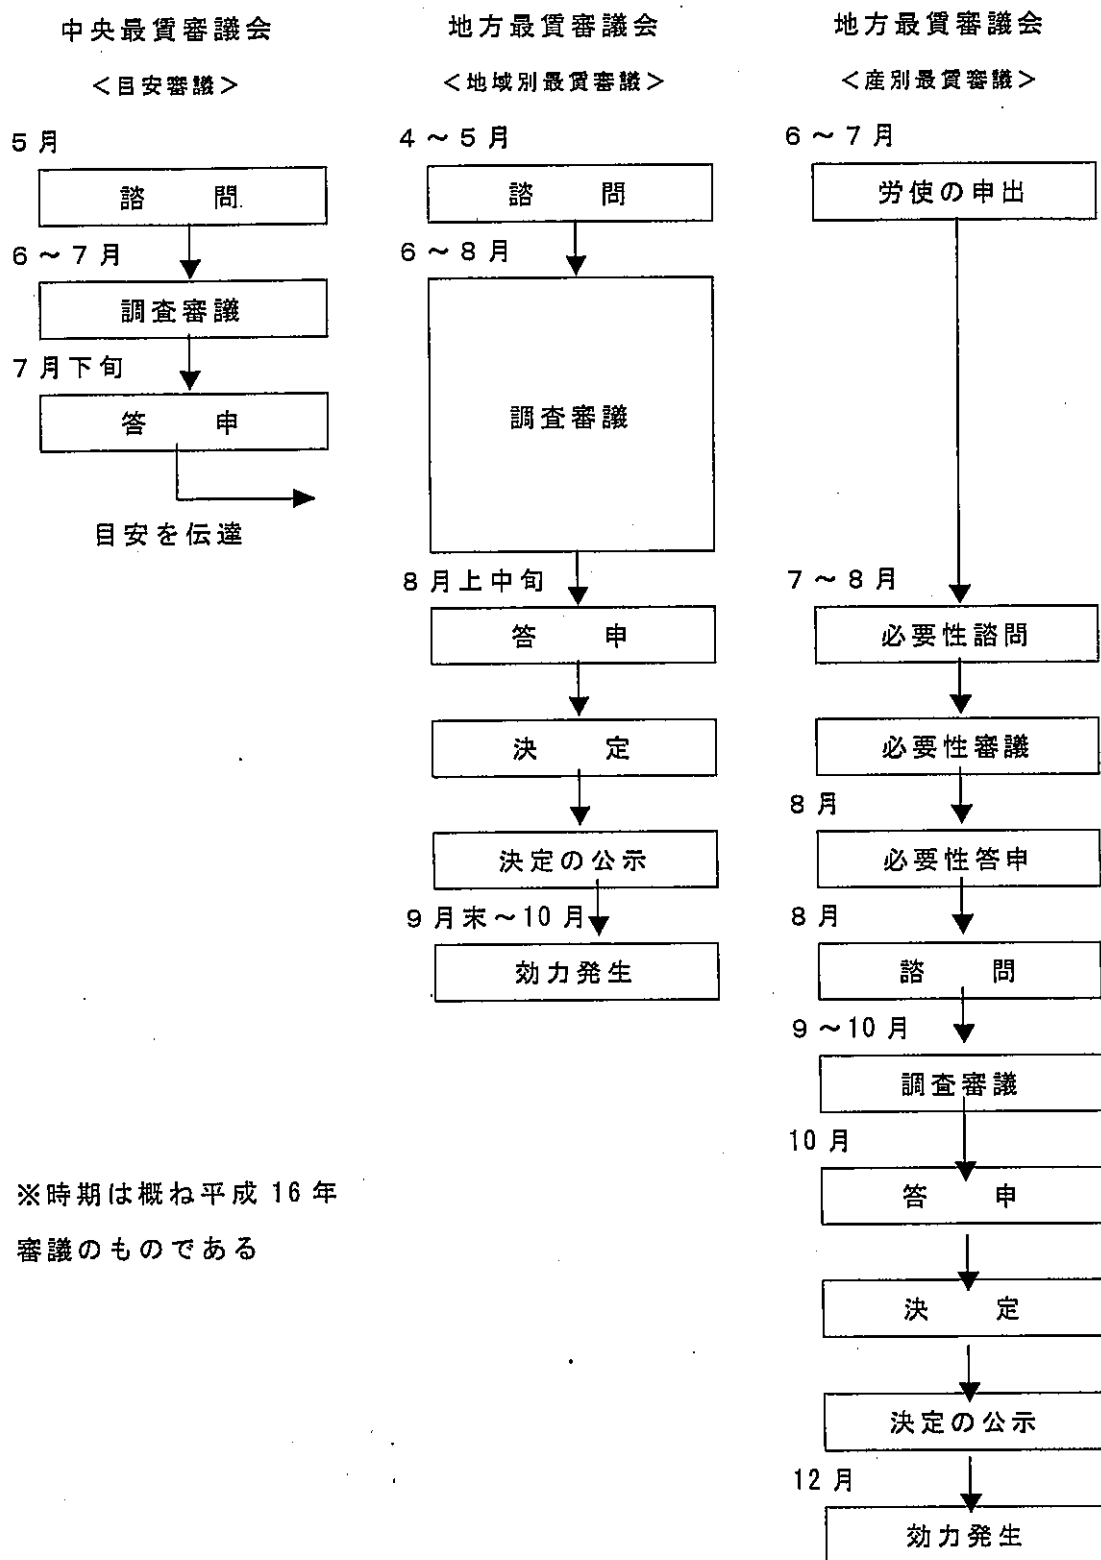 中央最賃審議会
＜目安審議＞
5月
諮 問
6～7月
調査審議
7月下旬
答 申
目安を伝達
※時期は概ね平成16年
審議のものである
地方最賃審議会
＜地域別最賃審議＞
4～5月
諮 問
6～8月
調査審議
8月上中旬
答 申
決 定
決定の公示
9月末～10月
効力発生
地方最賃審議会
＜産別最賃審議＞
6～7月
労使の申出
7～8月
必要性諮問
必要性審議
8月
必要性答申
8月
諮 問
9～10月
調査審議
10月
答 申
決 定
決定の公示
12月
効力発生